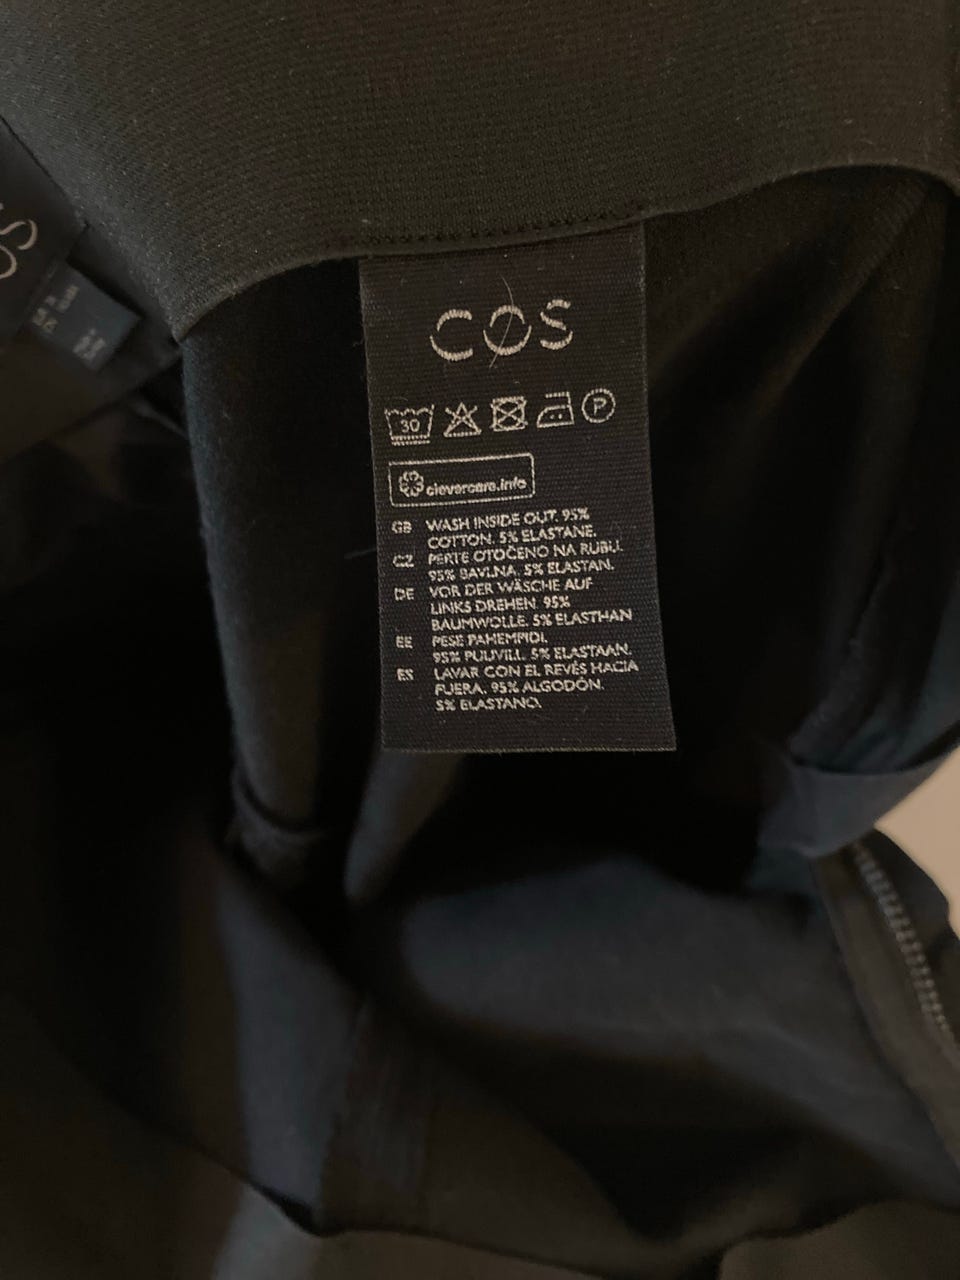 COS
30
P
clevercare.info
GB WASH INSIDE OUT. 95%
COTTON. 5% ELASTANE.
CZ PERTE OTOČENO NA RUBU.
95% BAVLNA. 5% ELASTAN.
DE VOR DER WÄSCHE AUF
LINKS DREHEN. 95%
BAUMWOLLE. 5% ELASTHAN
EE PESE PAHEMPIDI.
95% PUUVILL. 5% ELASTAAN.
ES LAVAR CON EL REVÉS HACIA
FUERA. 95% ALGODÓN.
5% ELASTANO.